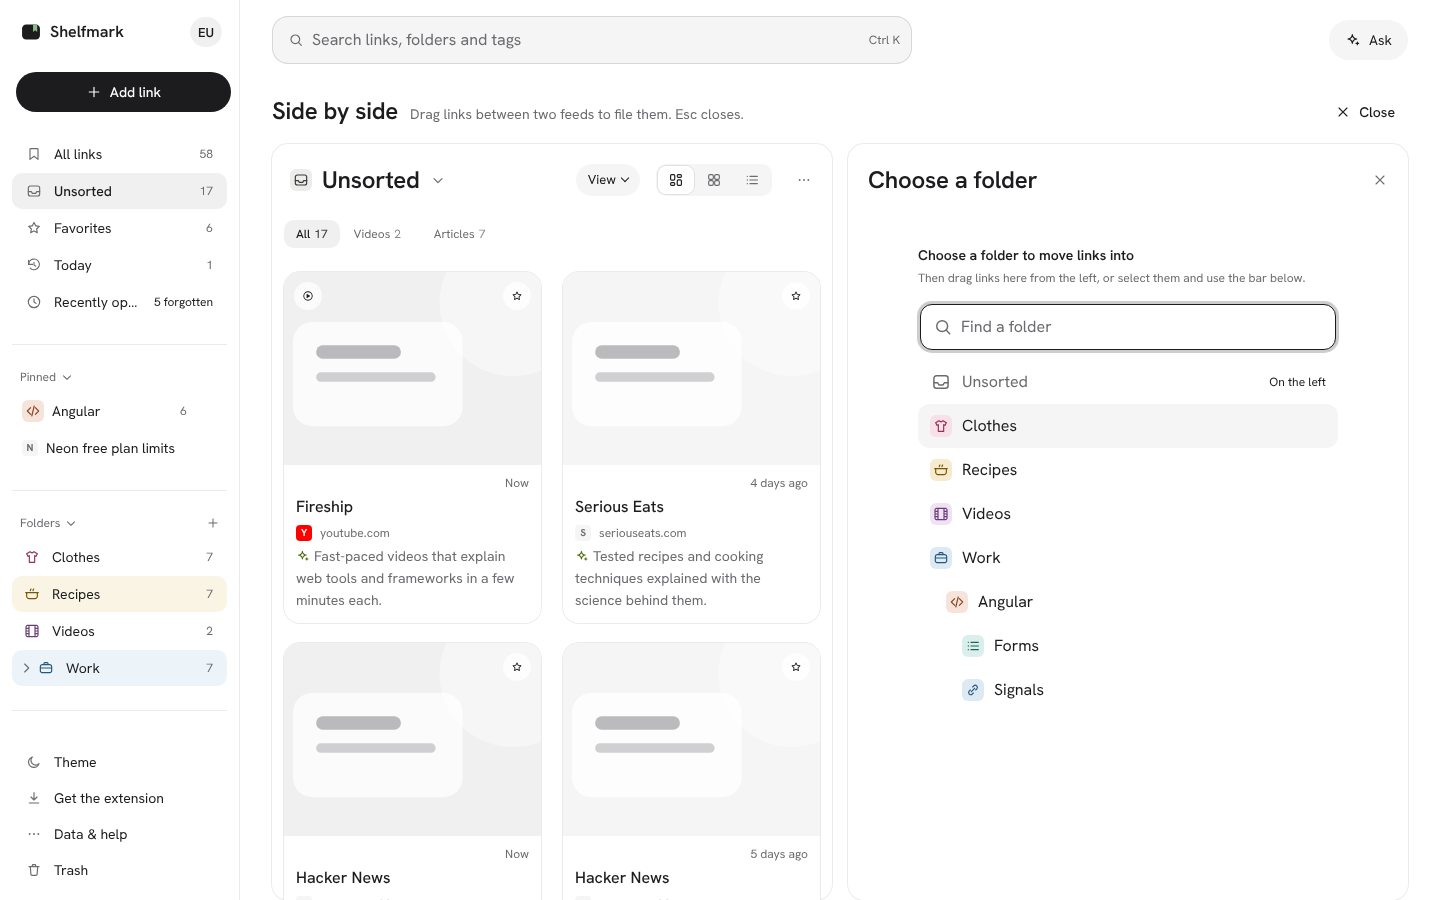 Shelfmark
EU
Add link
All links 58
Unsorted 17
Favorites 6
Today 1
Recently op... 5 forgotten
Pinned
Angular 6
N Neon free plan limits
Folders
Clothes 7
Recipes 7
Videos 2
Work 7
Theme
Get the extension
Data & help
Trash
Search links, folders and tags Ctrl K
Ask
Side by side Drag links between two feeds to file them. Esc closes.
Close
Unsorted
View
All 17 Videos 2 Articles 7
Now
Fireship
Y youtube.com
Fast-paced videos that explain
web tools and frameworks in a few
minutes each.
4 days ago
Serious Eats
S seriouseats.com
Tested recipes and cooking
techniques explained with the
science behind them.
Now
Hacker News
5 days ago
Hacker News
Choose a folder
Choose a folder to move links into
Then drag links here from the left, or select them and use the bar below.
Find a folder
Unsorted On the left
Clothes
Recipes
Videos
Work
Angular
Forms
Signals